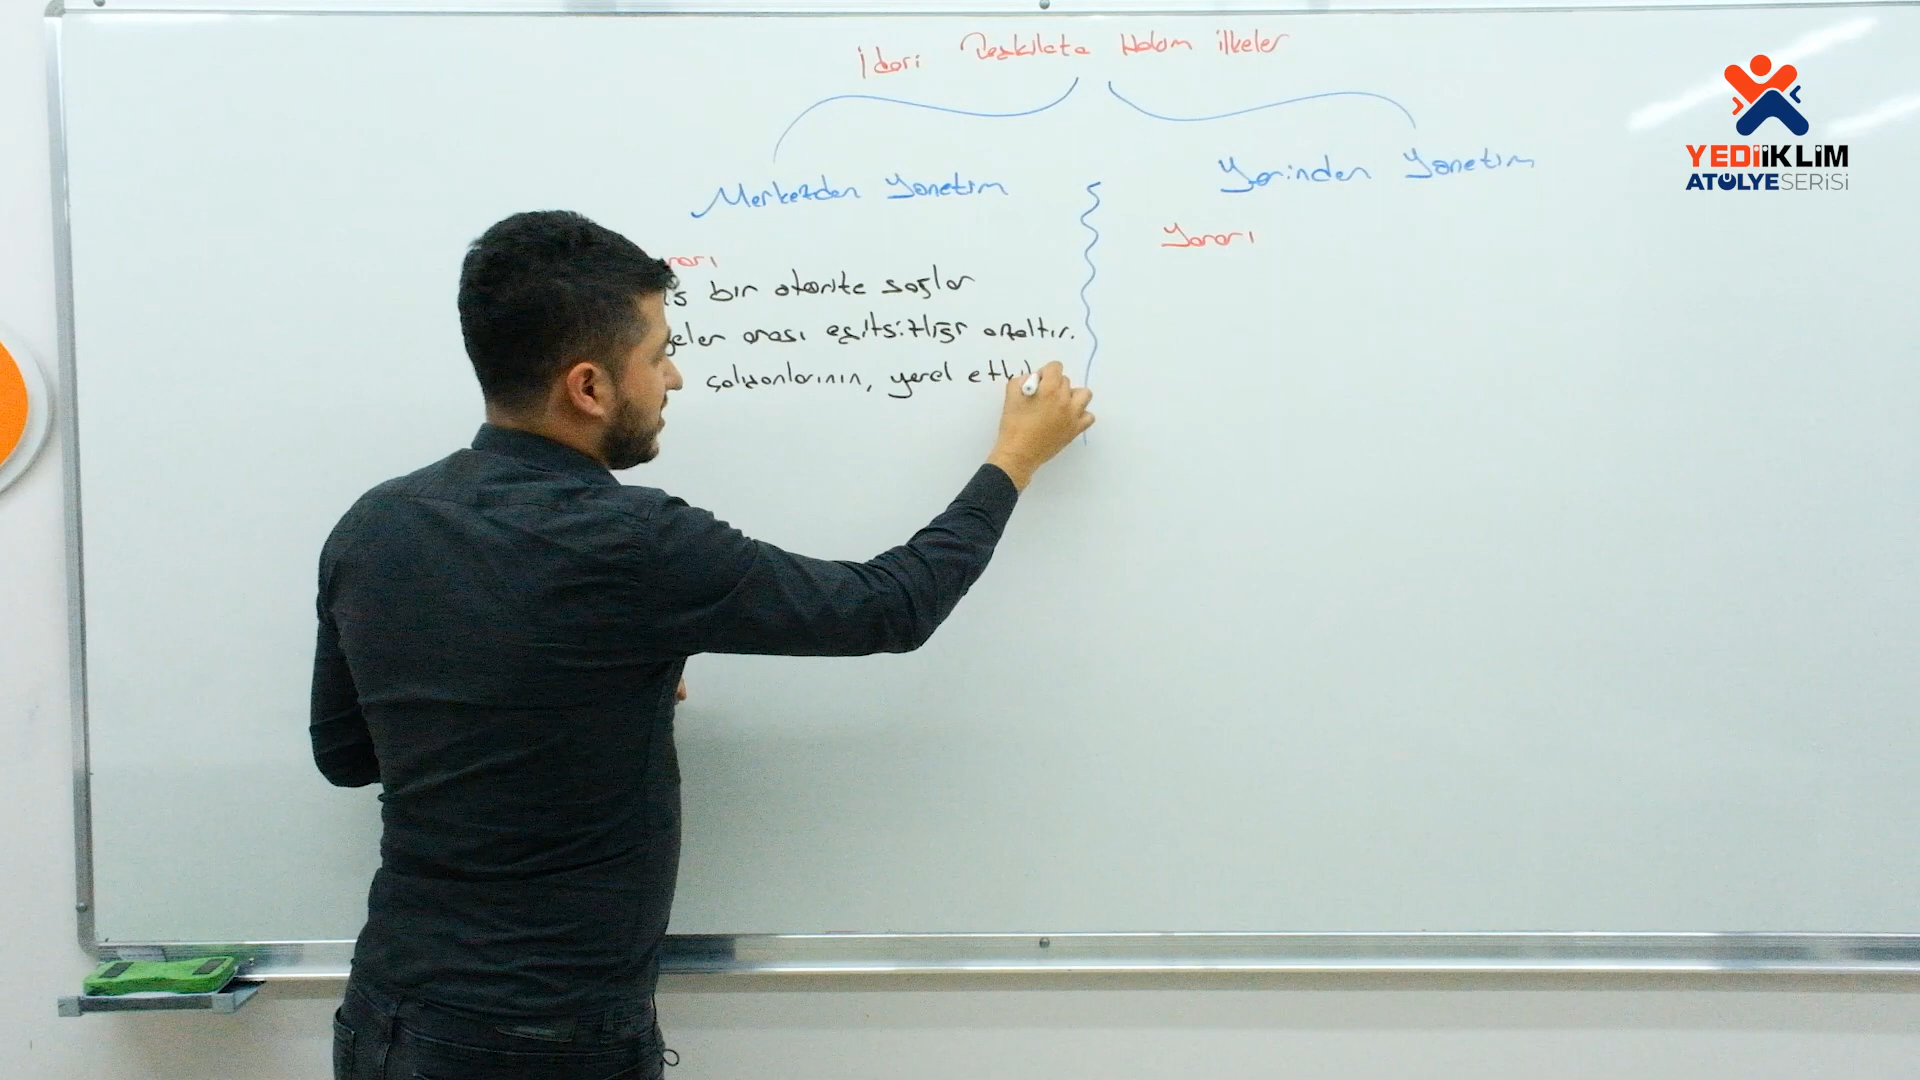 İdari Teşkilata Hakim İlkeler
Merkezden Yönetim
Yerinden Yönetim
Yararı
bir otorite sağlar
arası eşitsizliği azaltır.
çalışanlarının, yerel
YEDİİKLİM
ATÖLYESERİSİ